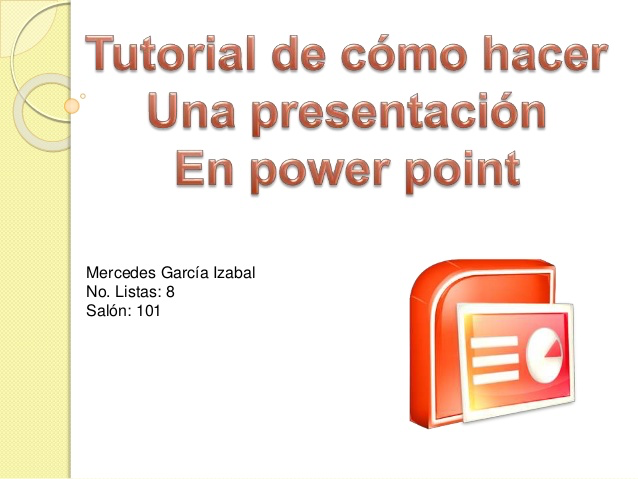 Tutorial de cómo hacer
Una presentación
En power point
Mercedes García Izabal
No. Listas: 8
Salón: 101